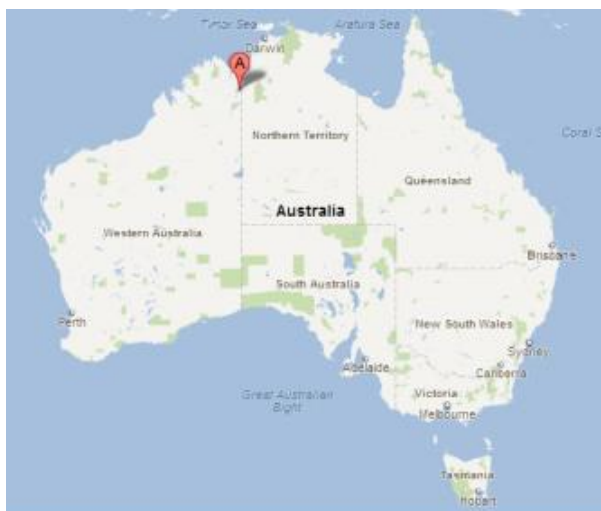 Timor Sea
Arafura Sea
Darwin
A
Northern Territory
Coral S
Queensland
Australia
Western Australia
Brisbane
South Australia
Perth
New South Wales
Sydney
Adelaide
Canberra
Great Australian
Bight
Victoria
Melbourne
Tasmania
Hobart